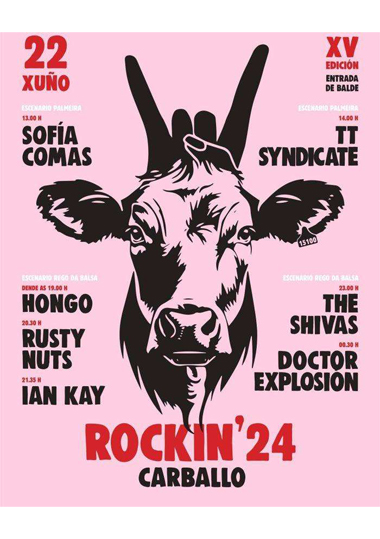 22
XUÑO
XV
EDICIÓN
ENTRADA
DE BALDE
ESCENARIO PALMEIRA
13.00 H
SOFÍA
COMAS
ESCENARIO PALMEIRA
14.00 H
TT
SYNDICATE
15100
ESCENARIO REGO DA BALSA
DENDE AS 19.00 H
HONGO
20.30 H
RUSTY
NUTS
21.35 H
IAN KAY
ESCENARIO REGO DA BALSA
23.00 H
THE
SHIVAS
00.30 H
DOCTOR
EXPLOSION
ROCKIN'24
CARBALLO